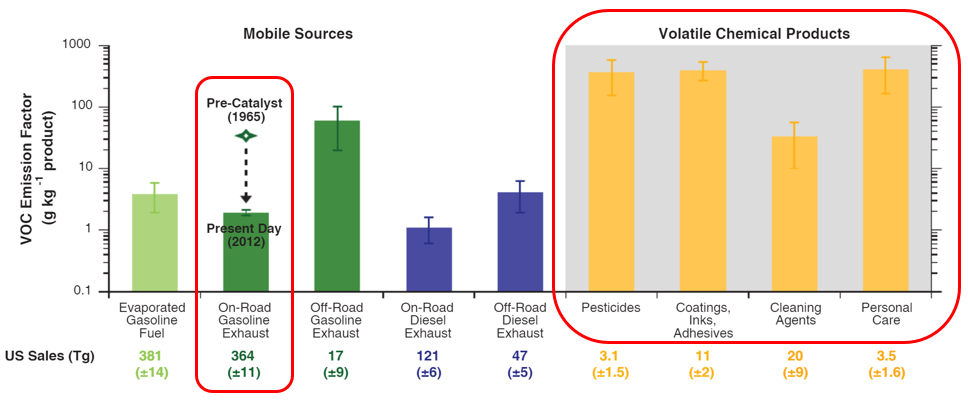 Mobile Sources
Volatile Chemical Products
VOC Emission Factor
(g kg -1 product)
1000
100
10
1
0.1
Pre-Catalyst
(1965)
Present Day
(2012)
Evaporated
Gasoline
Fuel
On-Road
Gasoline
Exhaust
Off-Road
Gasoline
Exhaust
On-Road
Diesel
Exhaust
Off-Road
Diesel
Exhaust
Pesticides
Coatings,
Inks,
Adhesives
Cleaning
Agents
Personal
Care
US Sales (Tg)
381
(±14)
364
(±11)
17
(±9)
121
(±6)
47
(±5)
3.1
(±1.5)
11
(±2)
20
(±9)
3.5
(±1.6)